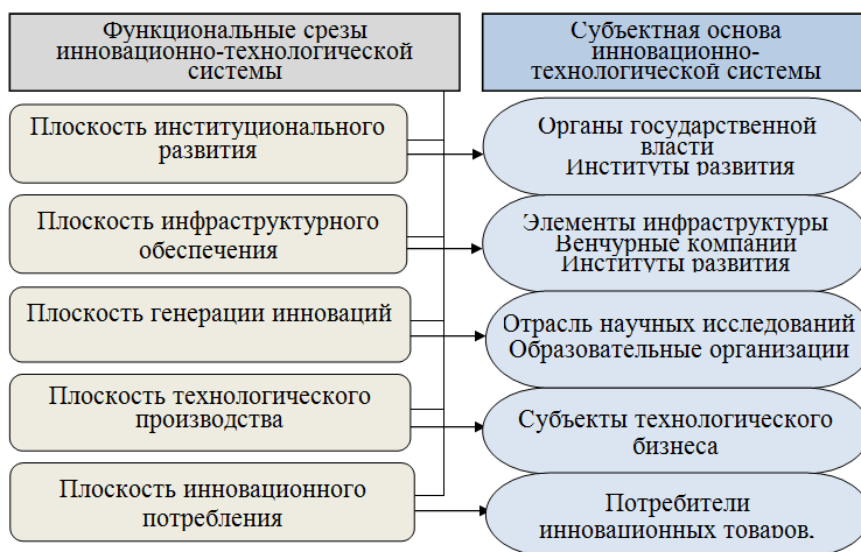 Функциональные срезы
инновационно-технологической
системы
Субъектная основа
инновационно-
технологической системы
Плоскость институционального
развития
Органы государственной
власти
Институты развития
Плоскость инфраструктурного
обеспечения
Элементы инфраструктуры
Венчурные компании
Институты развития
Плоскость генерации инноваций
Отрасль научных исследований
Образовательные организации
Плоскость технологического
производства
Субъекты технологического
бизнеса
Плоскость инновационного
потребления
Потребители
инновационных товаров.